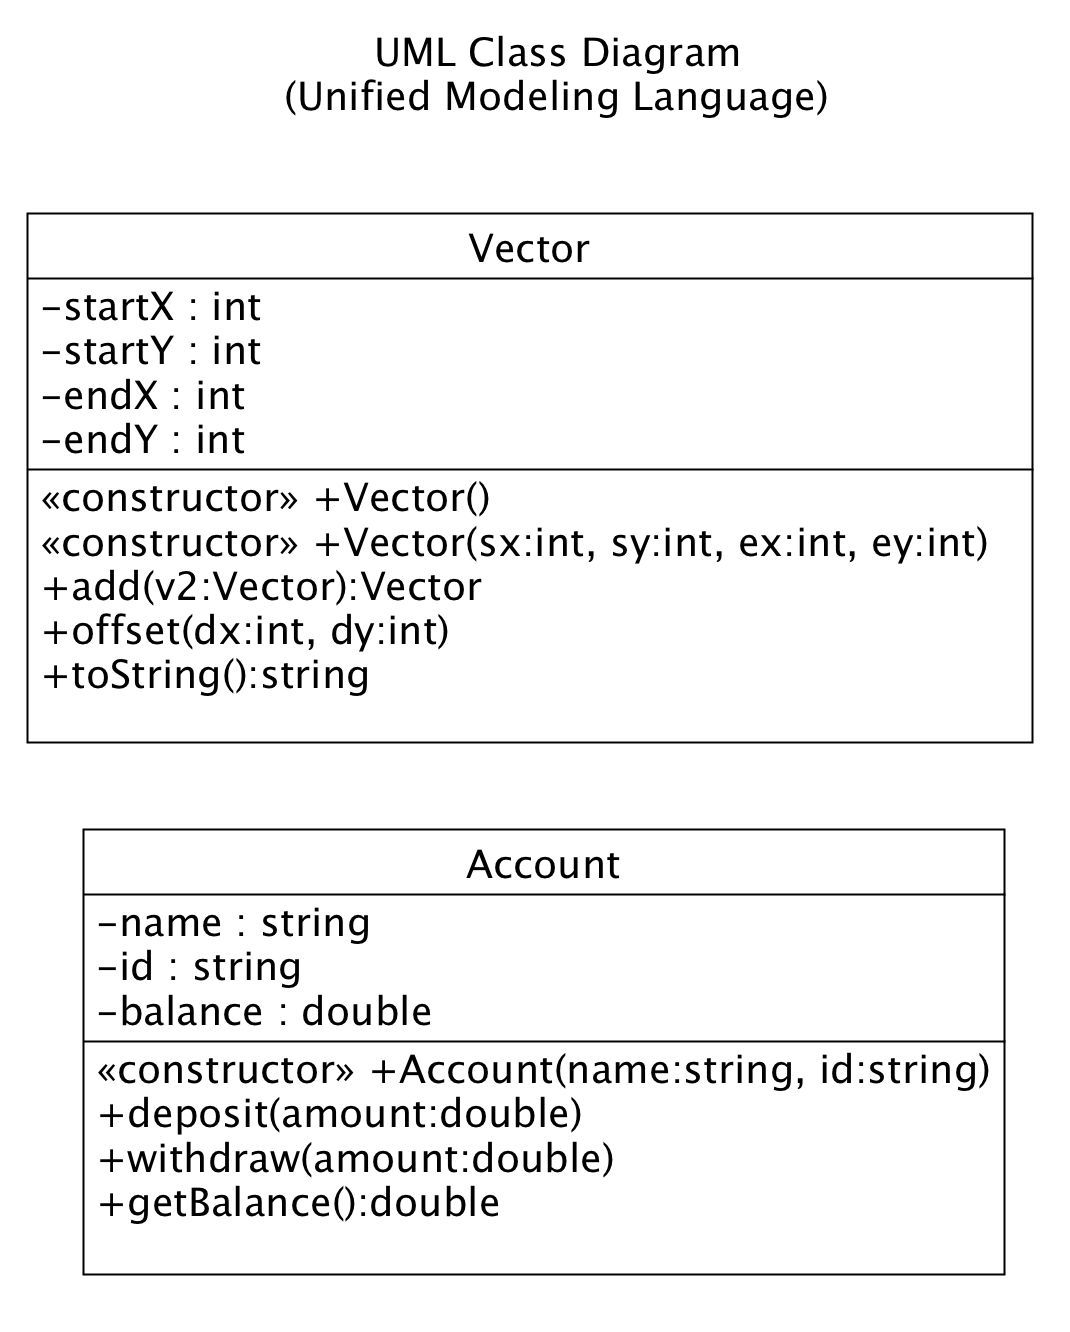 UML Class Diagram
(Unified Modeling Language)
Vector
-startX : int
-startY : int
-endX : int
-endY : int
«constructor» +Vector()
«constructor» +Vector(sx:int, sy:int, ex:int, ey:int)
+add(v2:Vector):Vector
+offset(dx:int, dy:int)
+toString():string
Account
-name : string
-id : string
-balance : double
«constructor» +Account(name:string, id:string)
+deposit(amount:double)
+withdraw(amount:double)
+getBalance():double